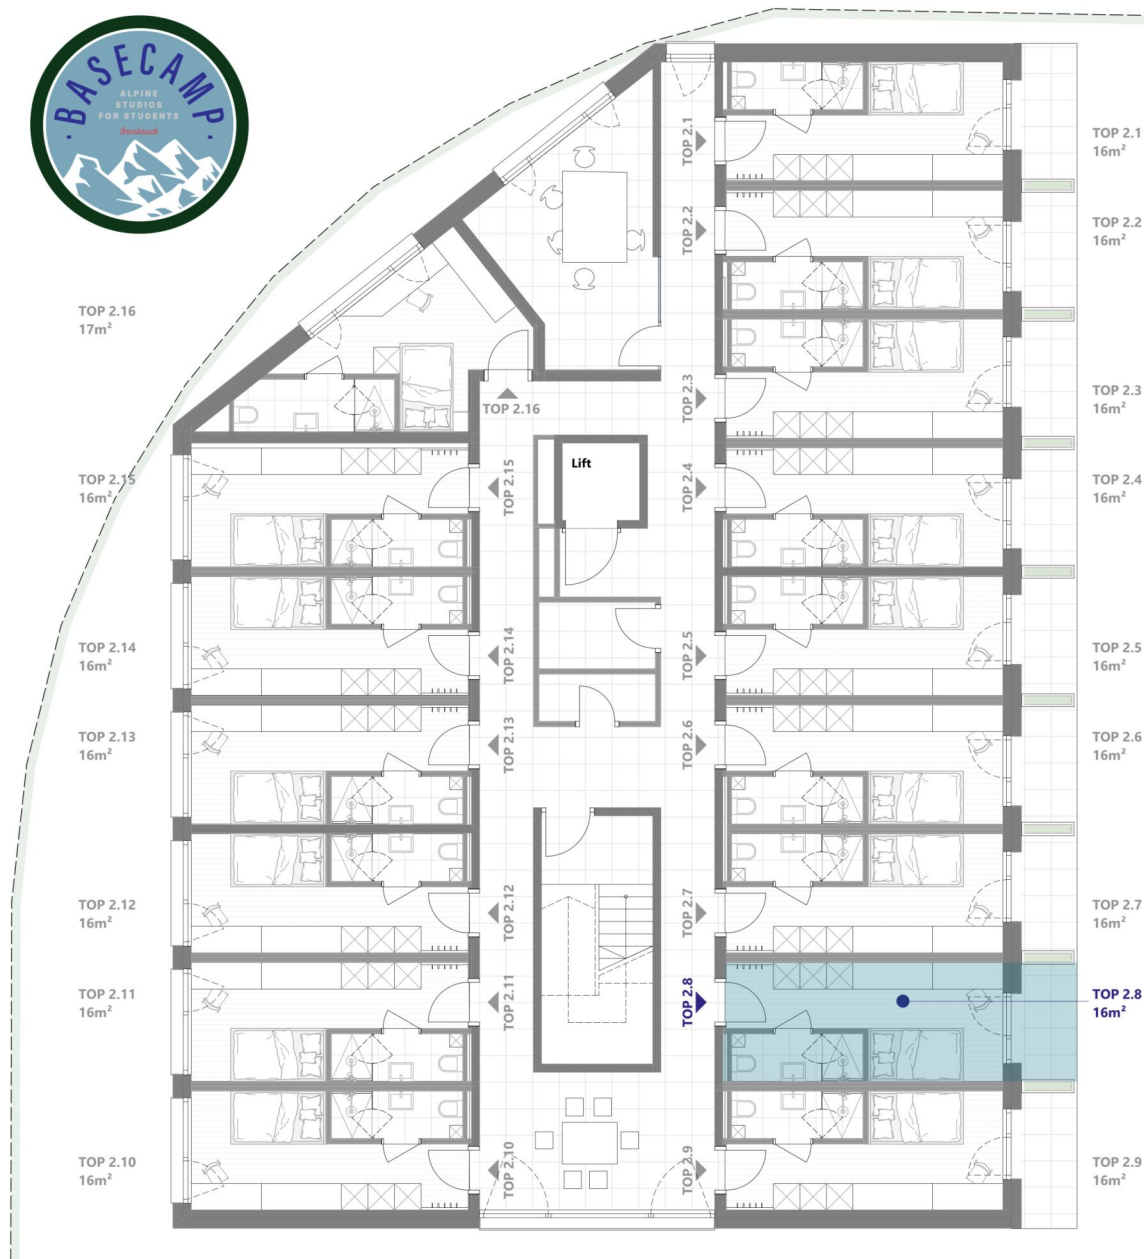 BASECAMP
ALPINE
STUDIOS
FOR STUDENTS
Innsbruck
TOP 2.1
TOP 2.1
16m²
TOP 2.2
TOP 2.2
16m²
TOP 2.16
17m²
TOP 2.16
TOP 2.3
TOP 2.3
16m²
TOP 2.15
16m²
TOP 2.15
Lift
TOP 2.4
TOP 2.4
16m²
TOP 2.14
16m²
TOP 2.14
TOP 2.5
TOP 2.5
16m²
TOP 2.13
16m²
TOP 2.13
TOP 2.6
TOP 2.6
16m²
TOP 2.12
16m²
TOP 2.12
TOP 2.7
TOP 2.7
16m²
TOP 2.11
16m²
TOP 2.11
TOP 2.8
TOP 2.8
16m²
TOP 2.10
16m²
TOP 2.10
TOP 2.9
TOP 2.9
16m²